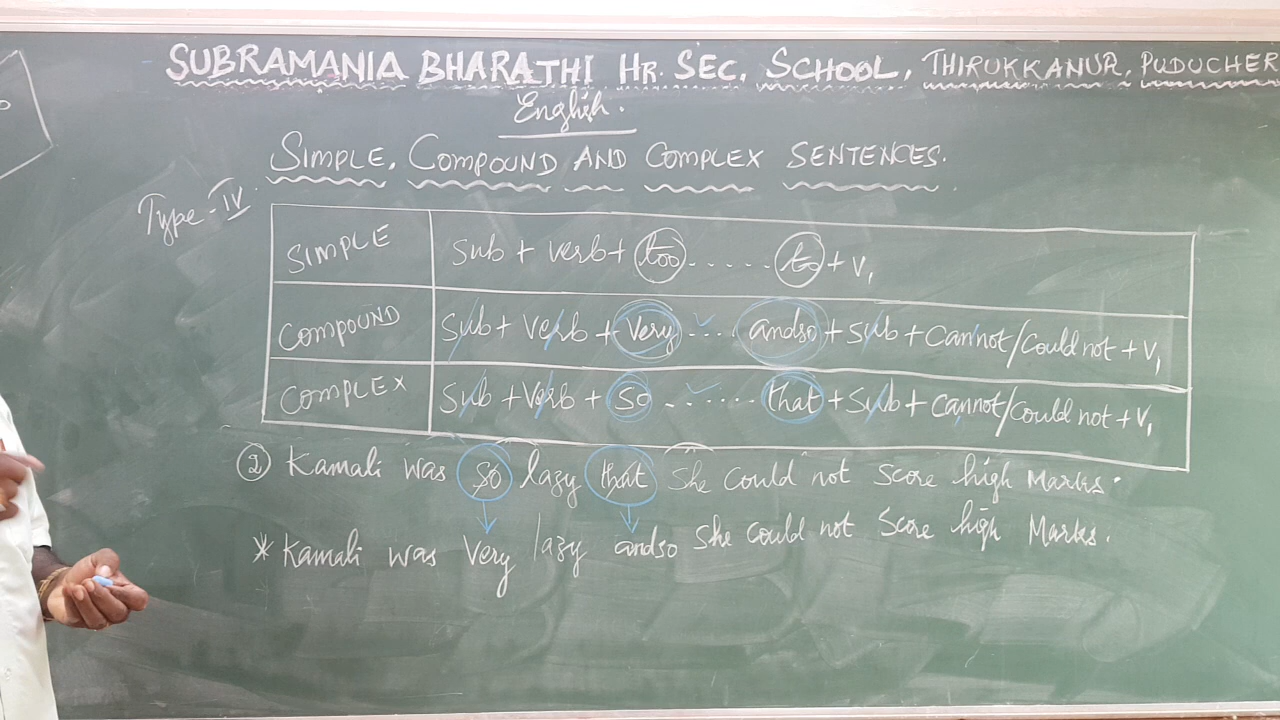 SUBRAMANIA BHARATHI HR. SEC. SCHOOL, THIRUKKANUR, PUDUCHER
English.
SIMPLE, COMPOUND AND COMPLEX SENTENCES.
Type-IV.
SIMPLE Sub + verb + too ...... to + V1
COMPOUND Sub + Verb + Very .... andso + Sub + Cannot/Could not + V1
COMPLEX Sub + Verb + so ...... that + Sub + Cannot/Could not + V1
② Kamali was so lazy that she could not score high Marks.
* Kamali was Very lazy andso She could not Score high Marks.